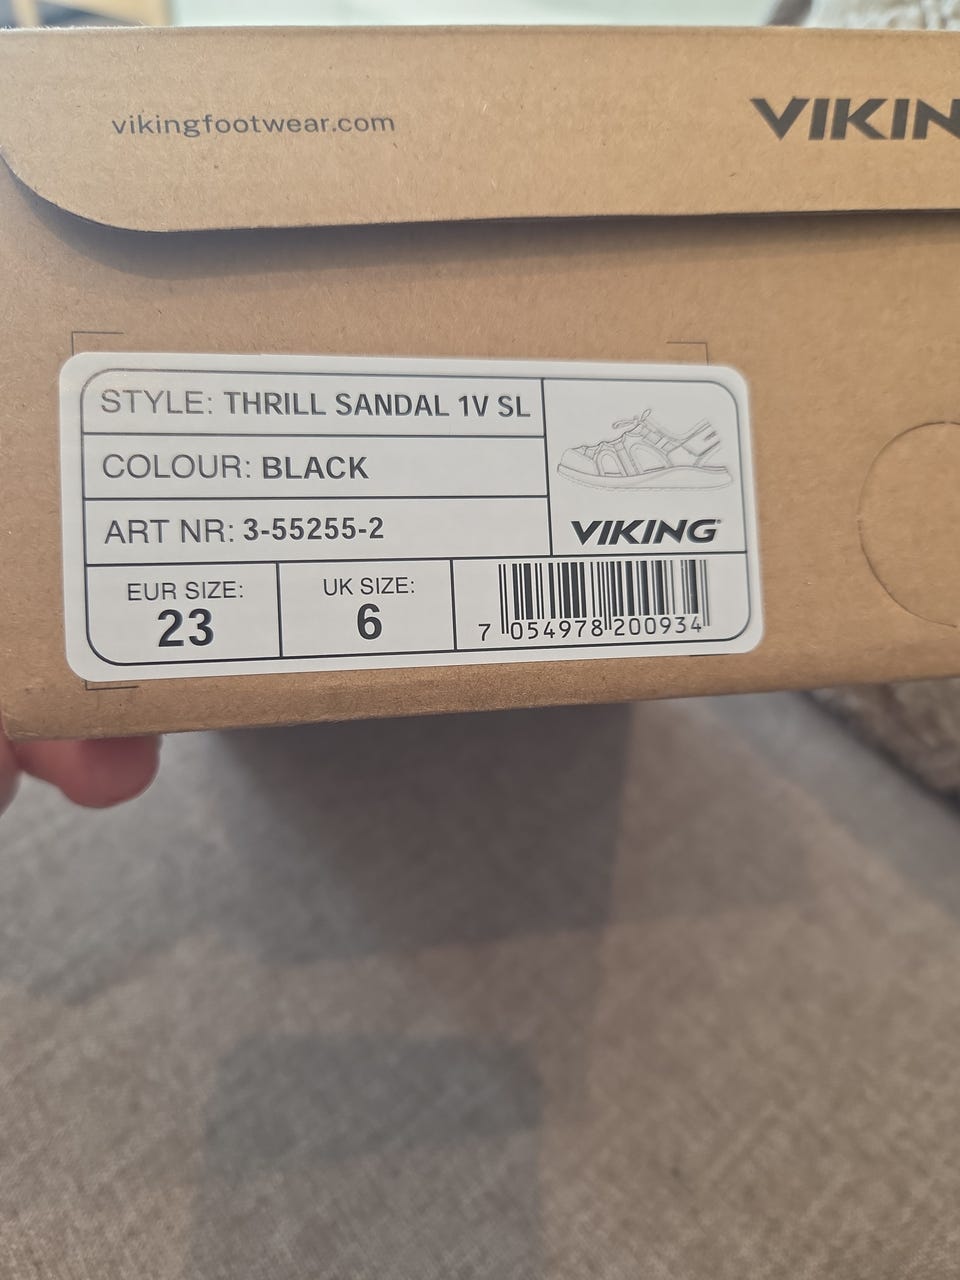 vikingfootwear.com
VIKIN
STYLE: THRILL SANDAL 1V SL
COLOUR: BLACK
ART NR: 3-55255-2
VIKING
EUR SIZE:
23
UK SIZE:
6
7 054978 200934